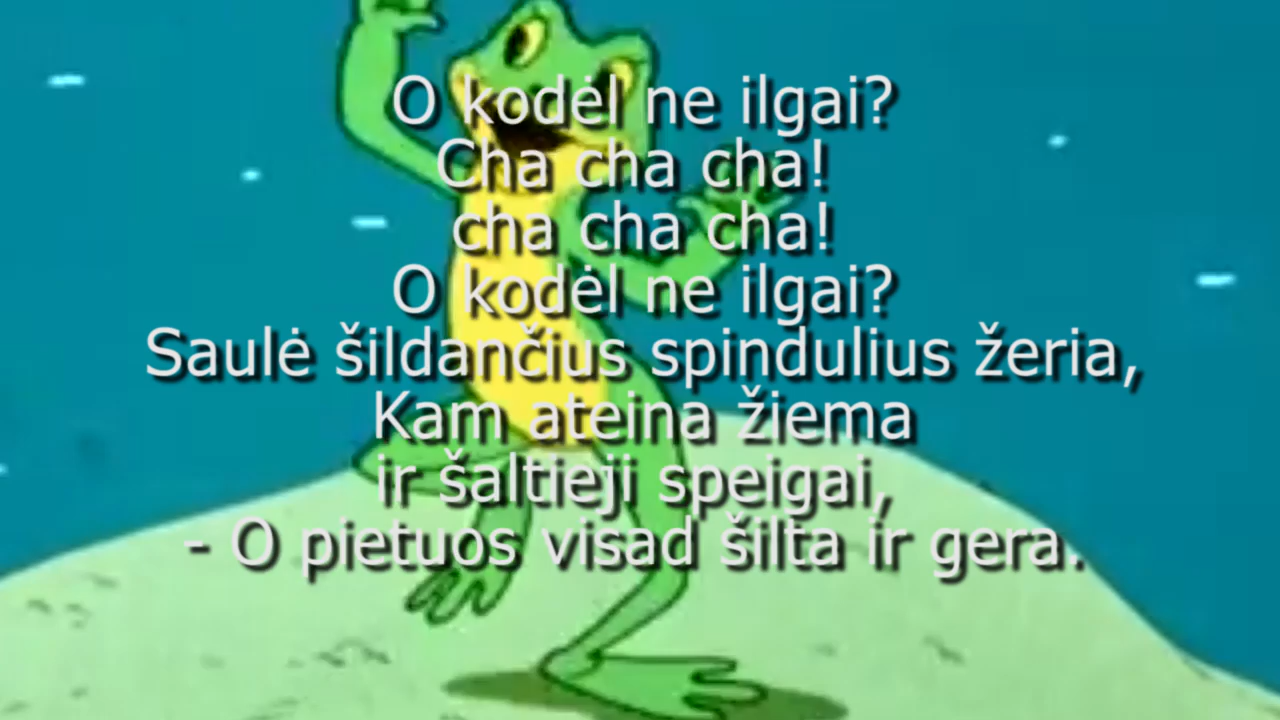 O kodėl ne ilgai?
Cha cha cha!
cha cha cha!
O kodėl ne ilgai?
Saulė šildančius spindulius žeria,
Kam ateina žiema
ir šaltieji speigai,
- O pietuos visad šilta ir gera.